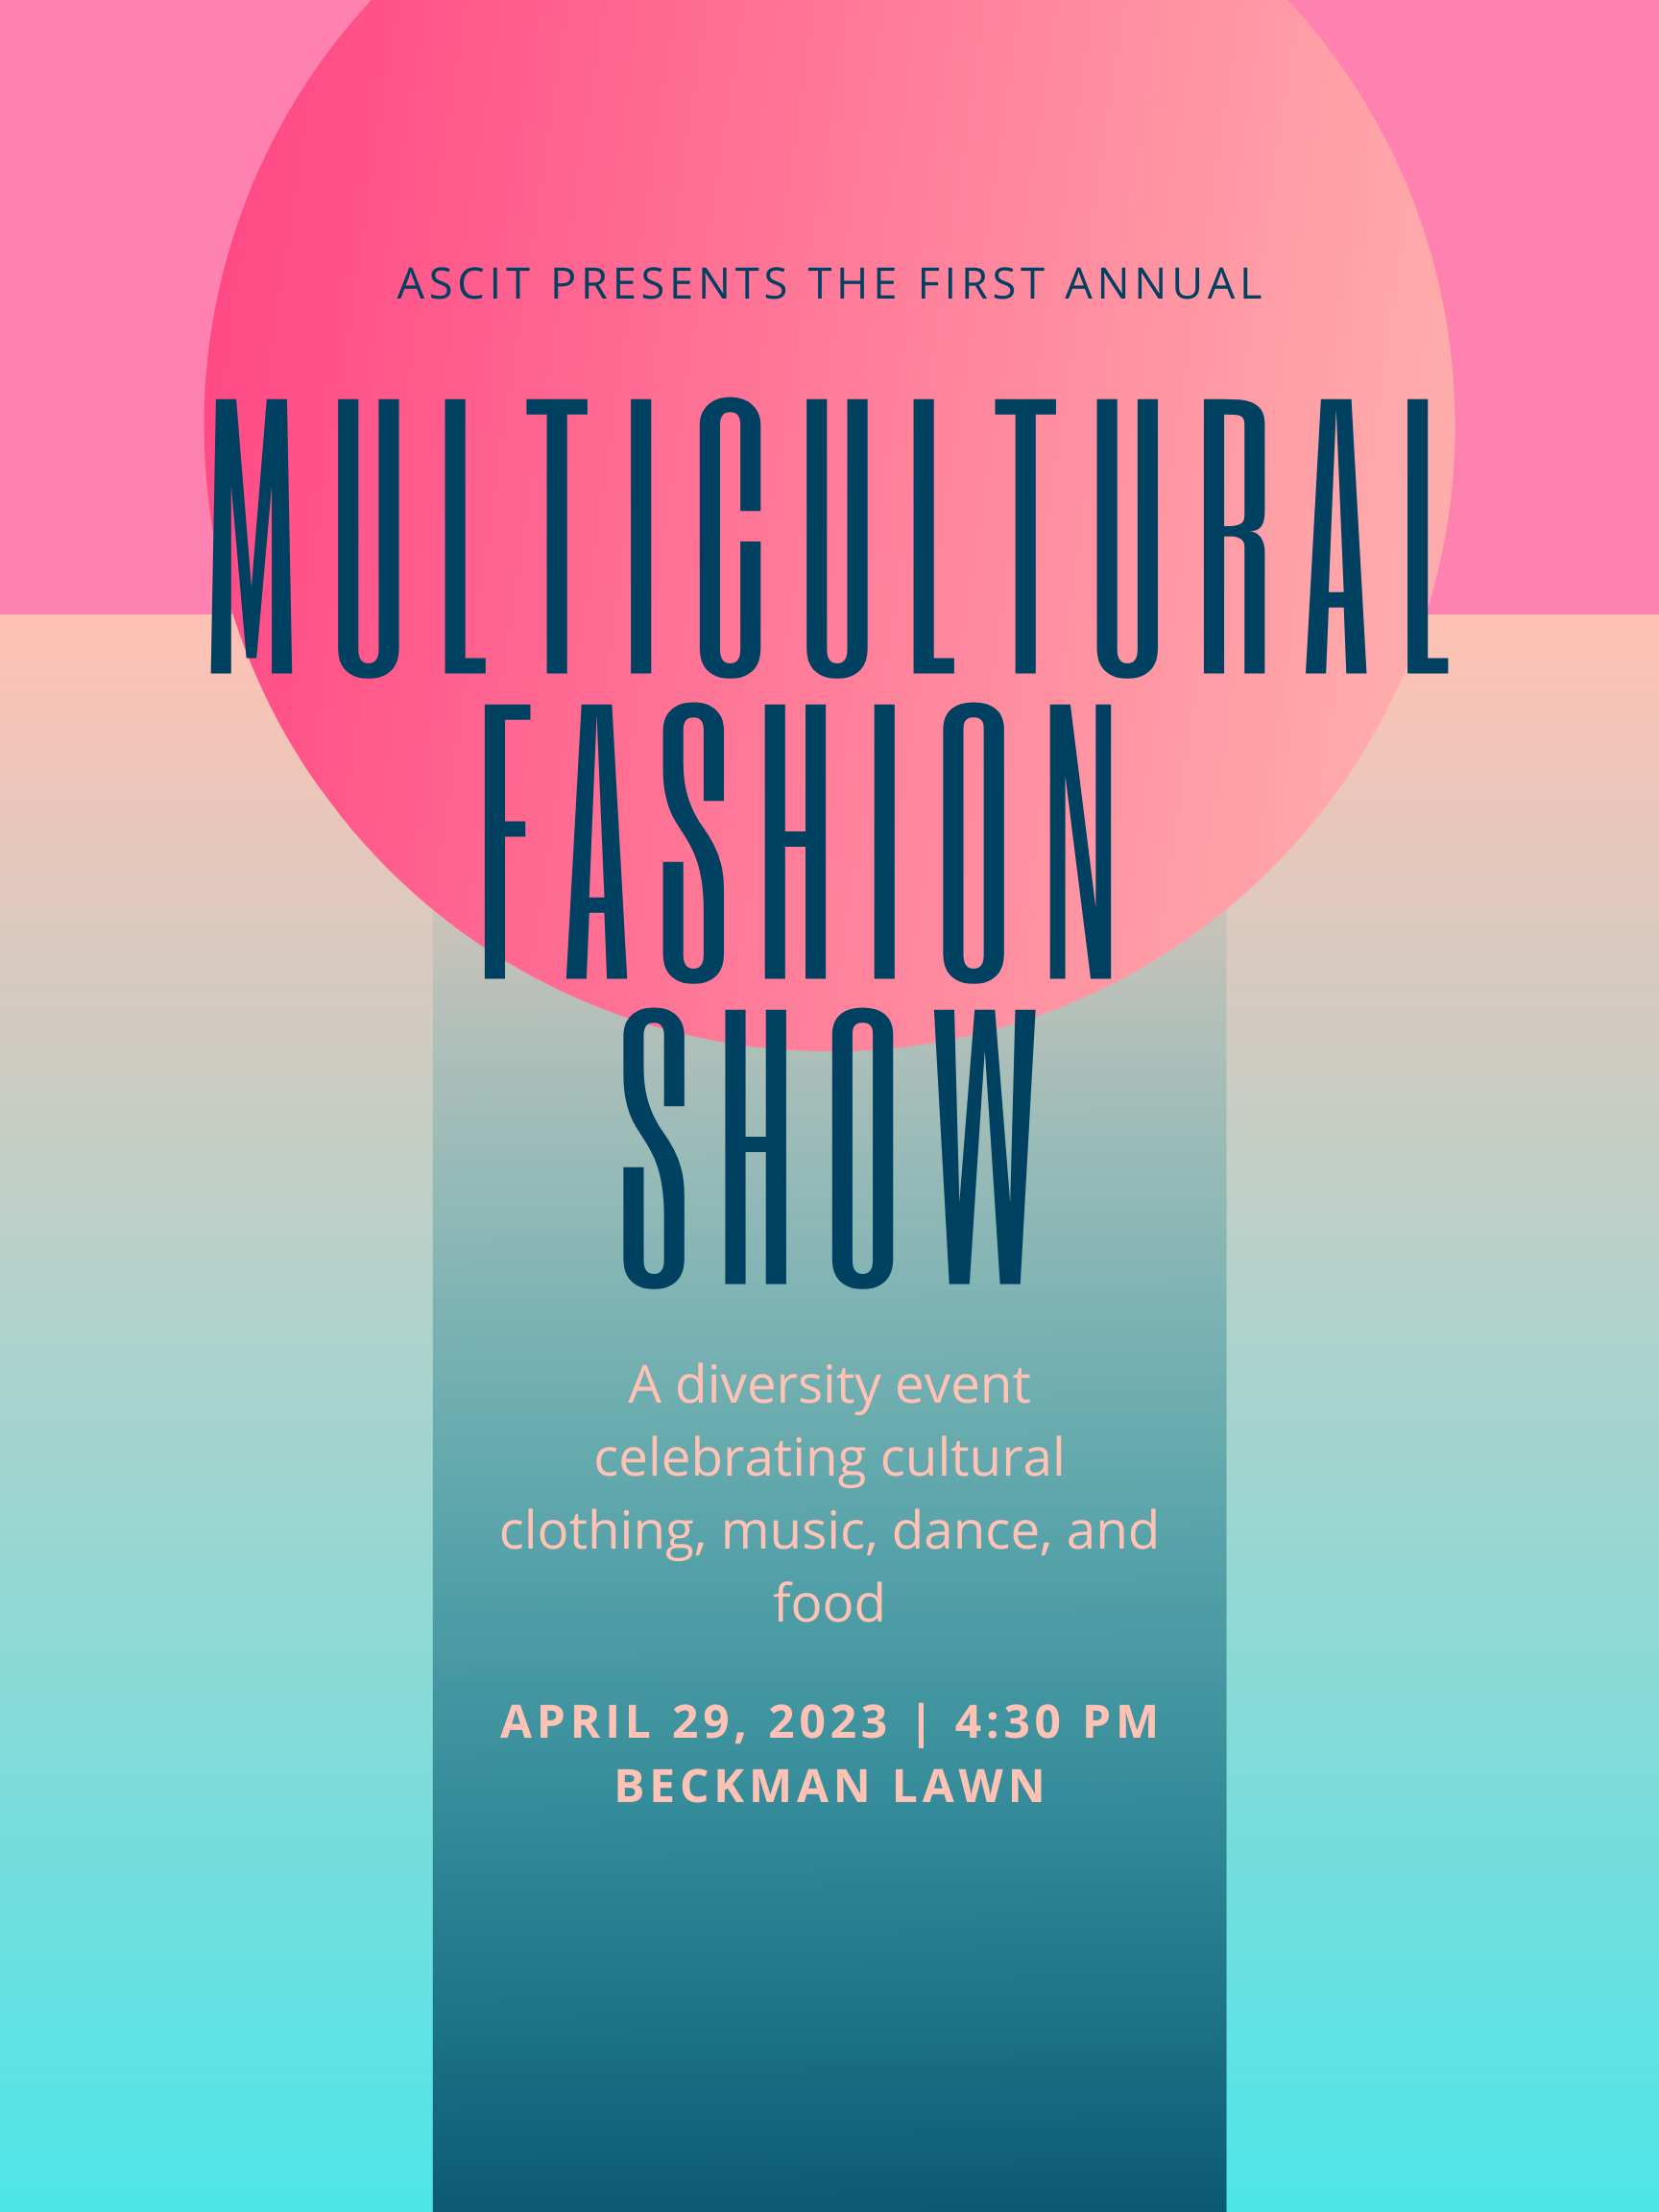 ASCIT PRESENTS THE FIRST ANNUAL
MULTICULTURAL
FASHION
SHOW
A diversity event
celebrating cultural
clothing, music, dance, and
food
APRIL 29, 2023 | 4:30 PM
BECKMAN LAWN